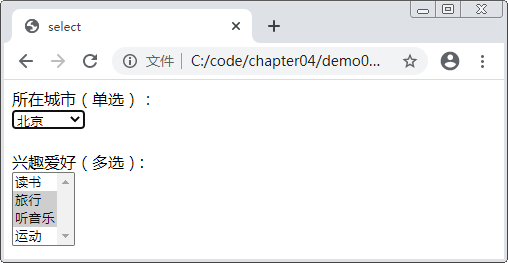 select
文件 C:/code/chapter04/demo0...
所在城市（单选）：
北京
兴趣爱好（多选）：
读书
旅行
听音乐
运动